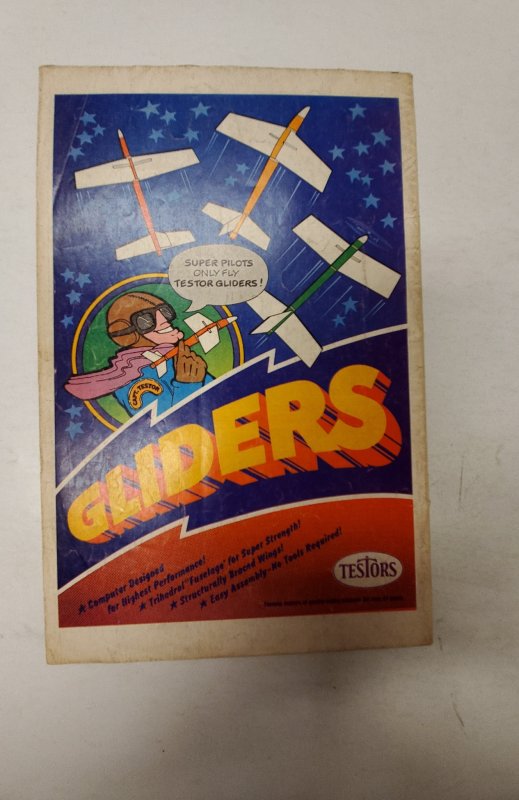 SUPER PILOTS
ONLY FLY
TESTOR GLIDERS!
CAPT. TESTOR
GLIDERS
★ Computer Designed
for Highest Performance!
★ Trihedral "Fuselage" for Super Strength!
★ Structurally Braced Wings!
★ Easy Assembly-No Tools Required!
TESTORS